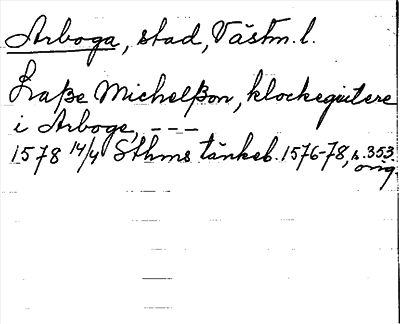 Arboga, stad, Västm. l.
Laße Michelßon, klockegiutere
i Arboge, ---
1578 14/4 Sthms tänkeb. 1576-78, s. 353.
orig.